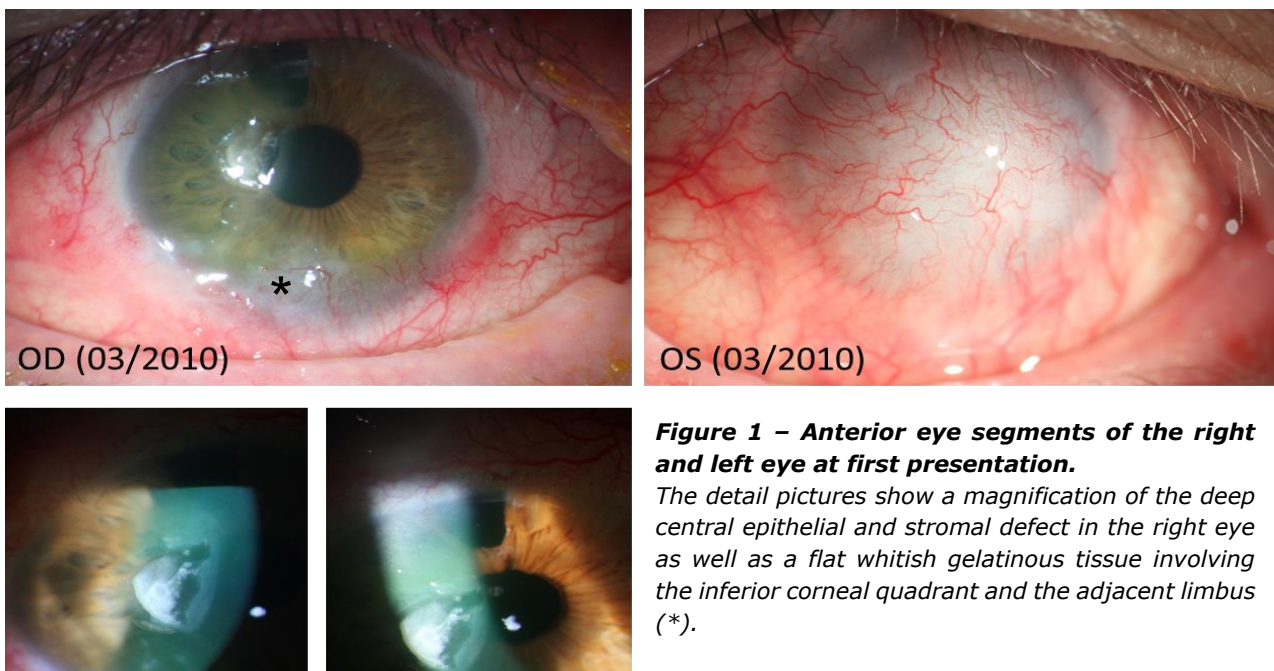 OD (03/2010)
OS (03/2010)
*
Figure 1 – Anterior eye segments of the right
and left eye at first presentation.
The detail pictures show a magnification of the deep
central epithelial and stromal defect in the right eye
as well as a flat whitish gelatinous tissue involving
the inferior corneal quadrant and the adjacent limbus
(*).